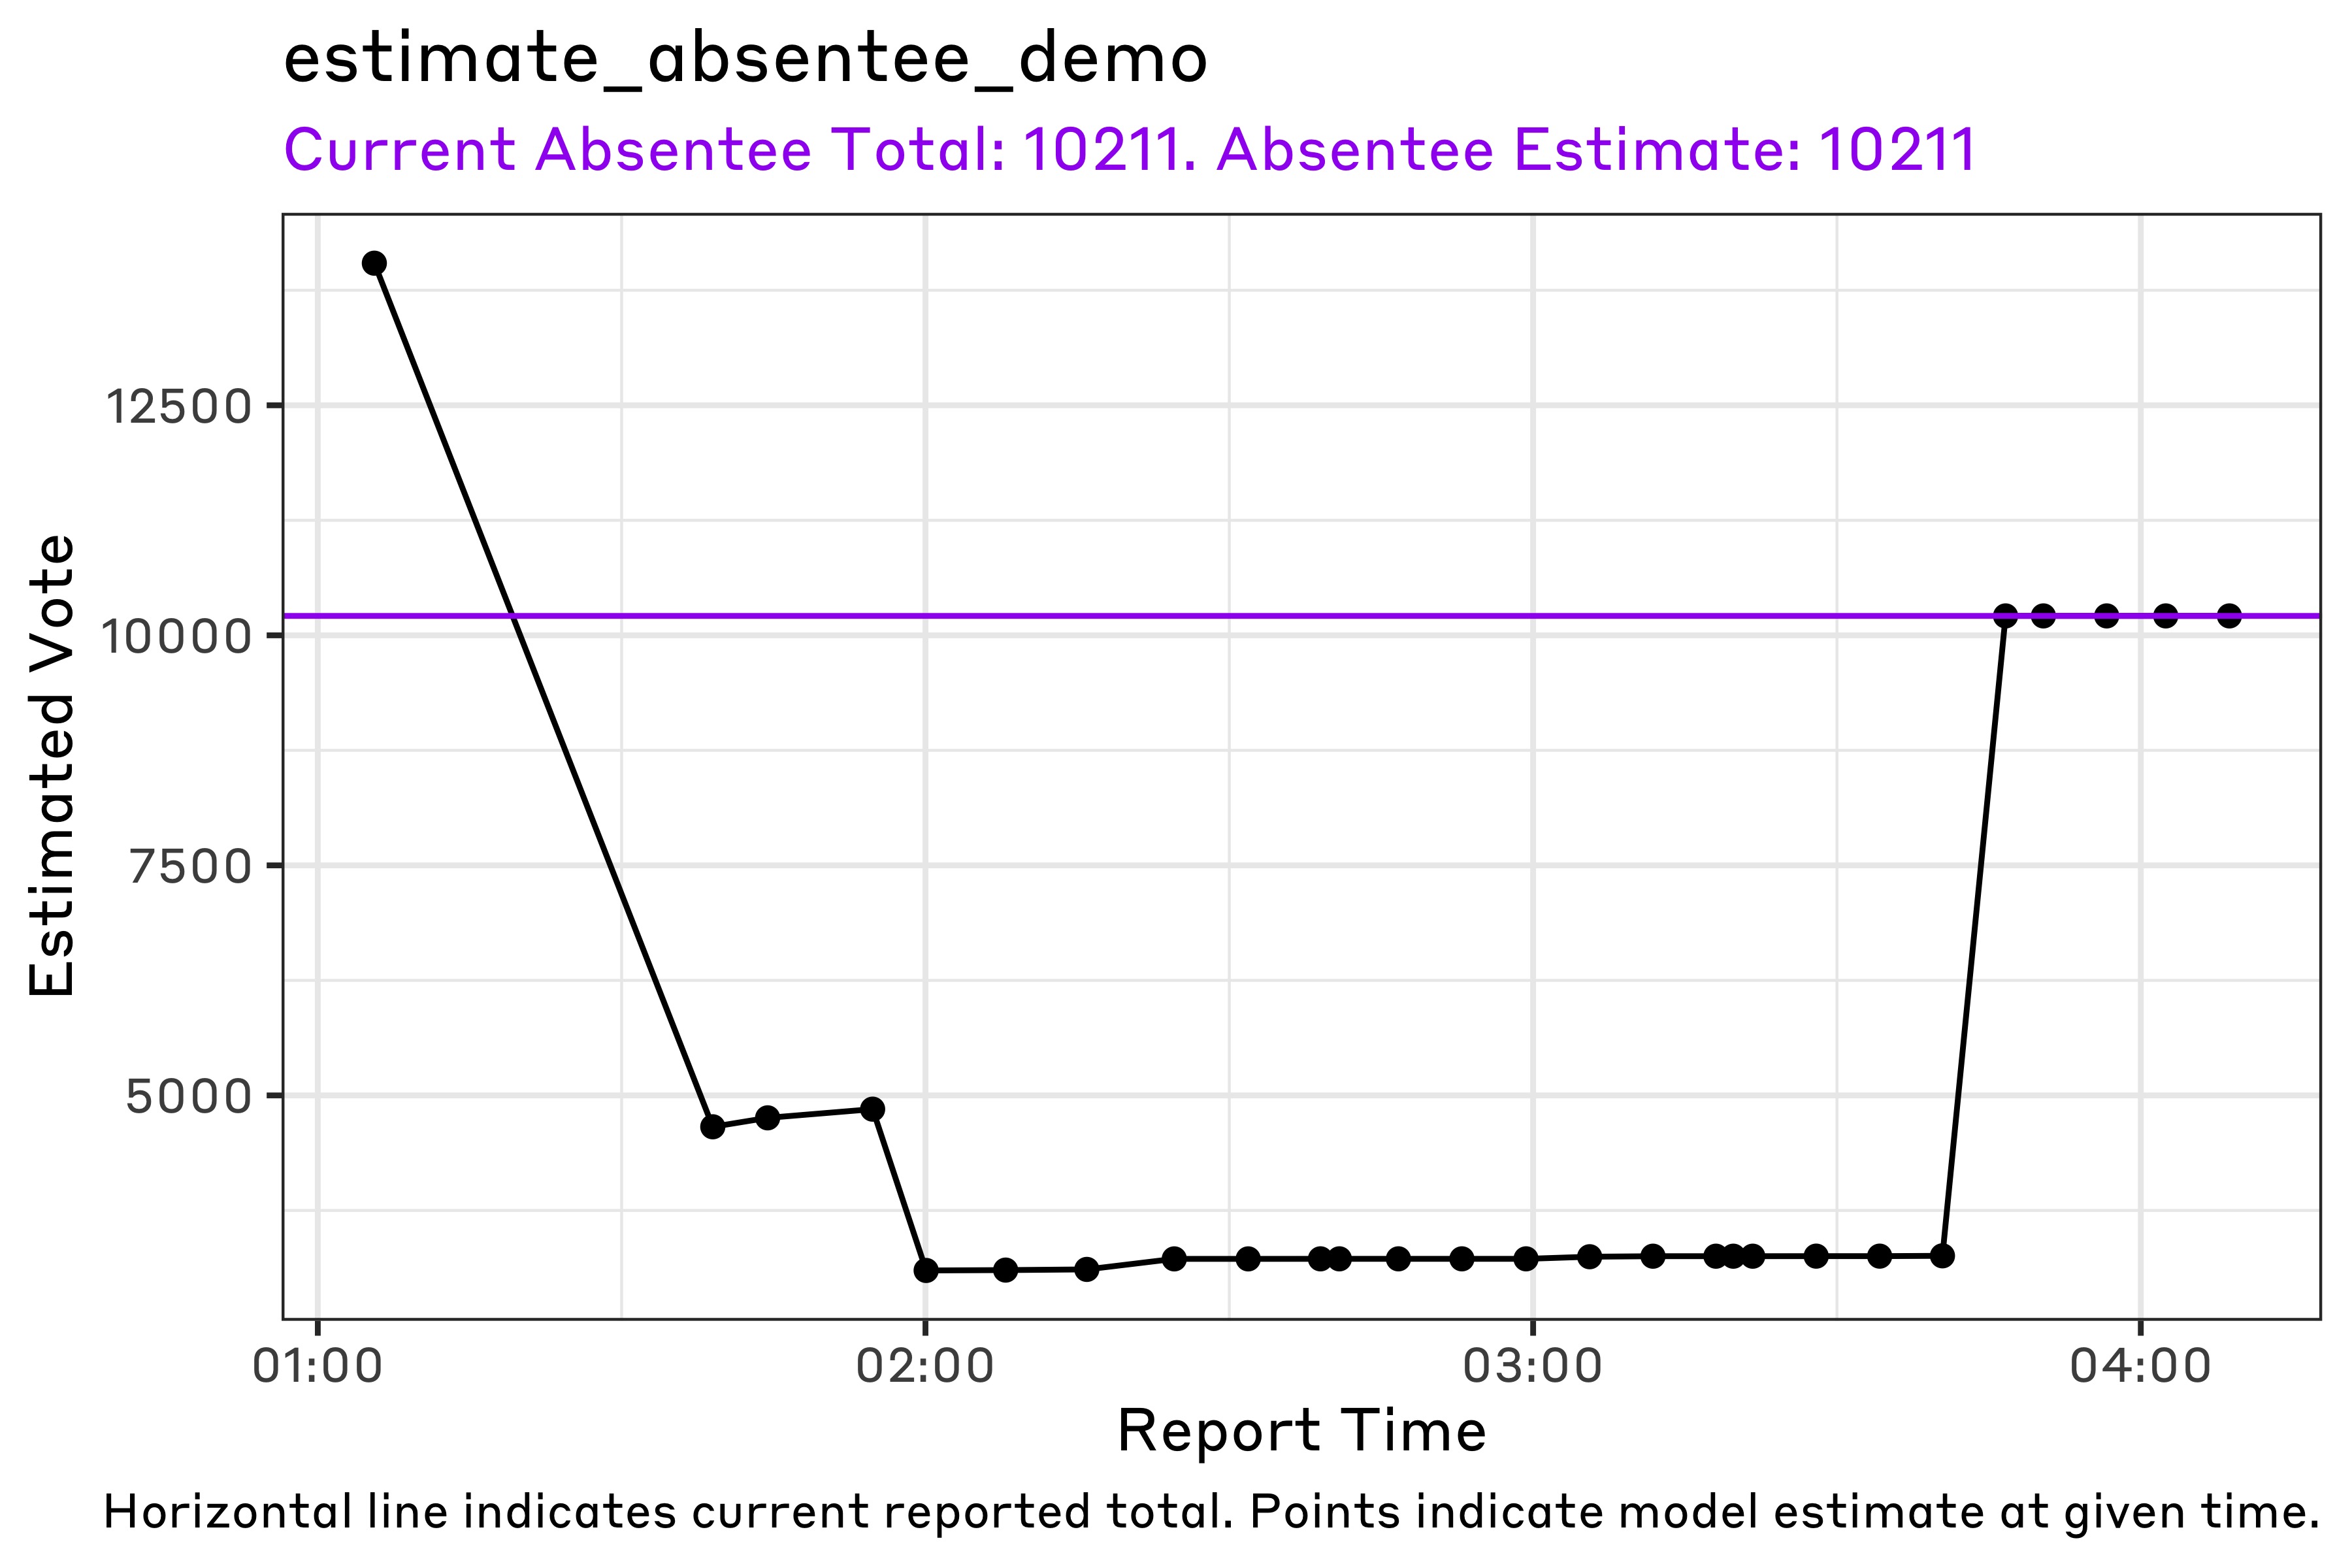 estimate_absentee_demo
Current Absentee Total: 10211. Absentee Estimate: 10211
Estimated Vote
12500
10000
7500
5000
01:00 02:00 03:00 04:00
Report Time
Horizontal line indicates current reported total. Points indicate model estimate at given time.